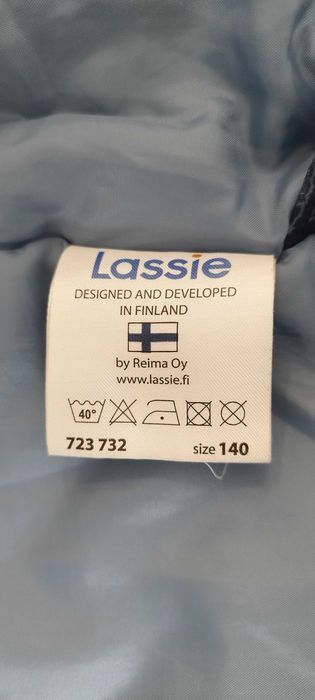 Lassie
DESIGNED AND DEVELOPED
IN FINLAND
by Reima Oy
www.lassie.fi
40°
723 732 size 140